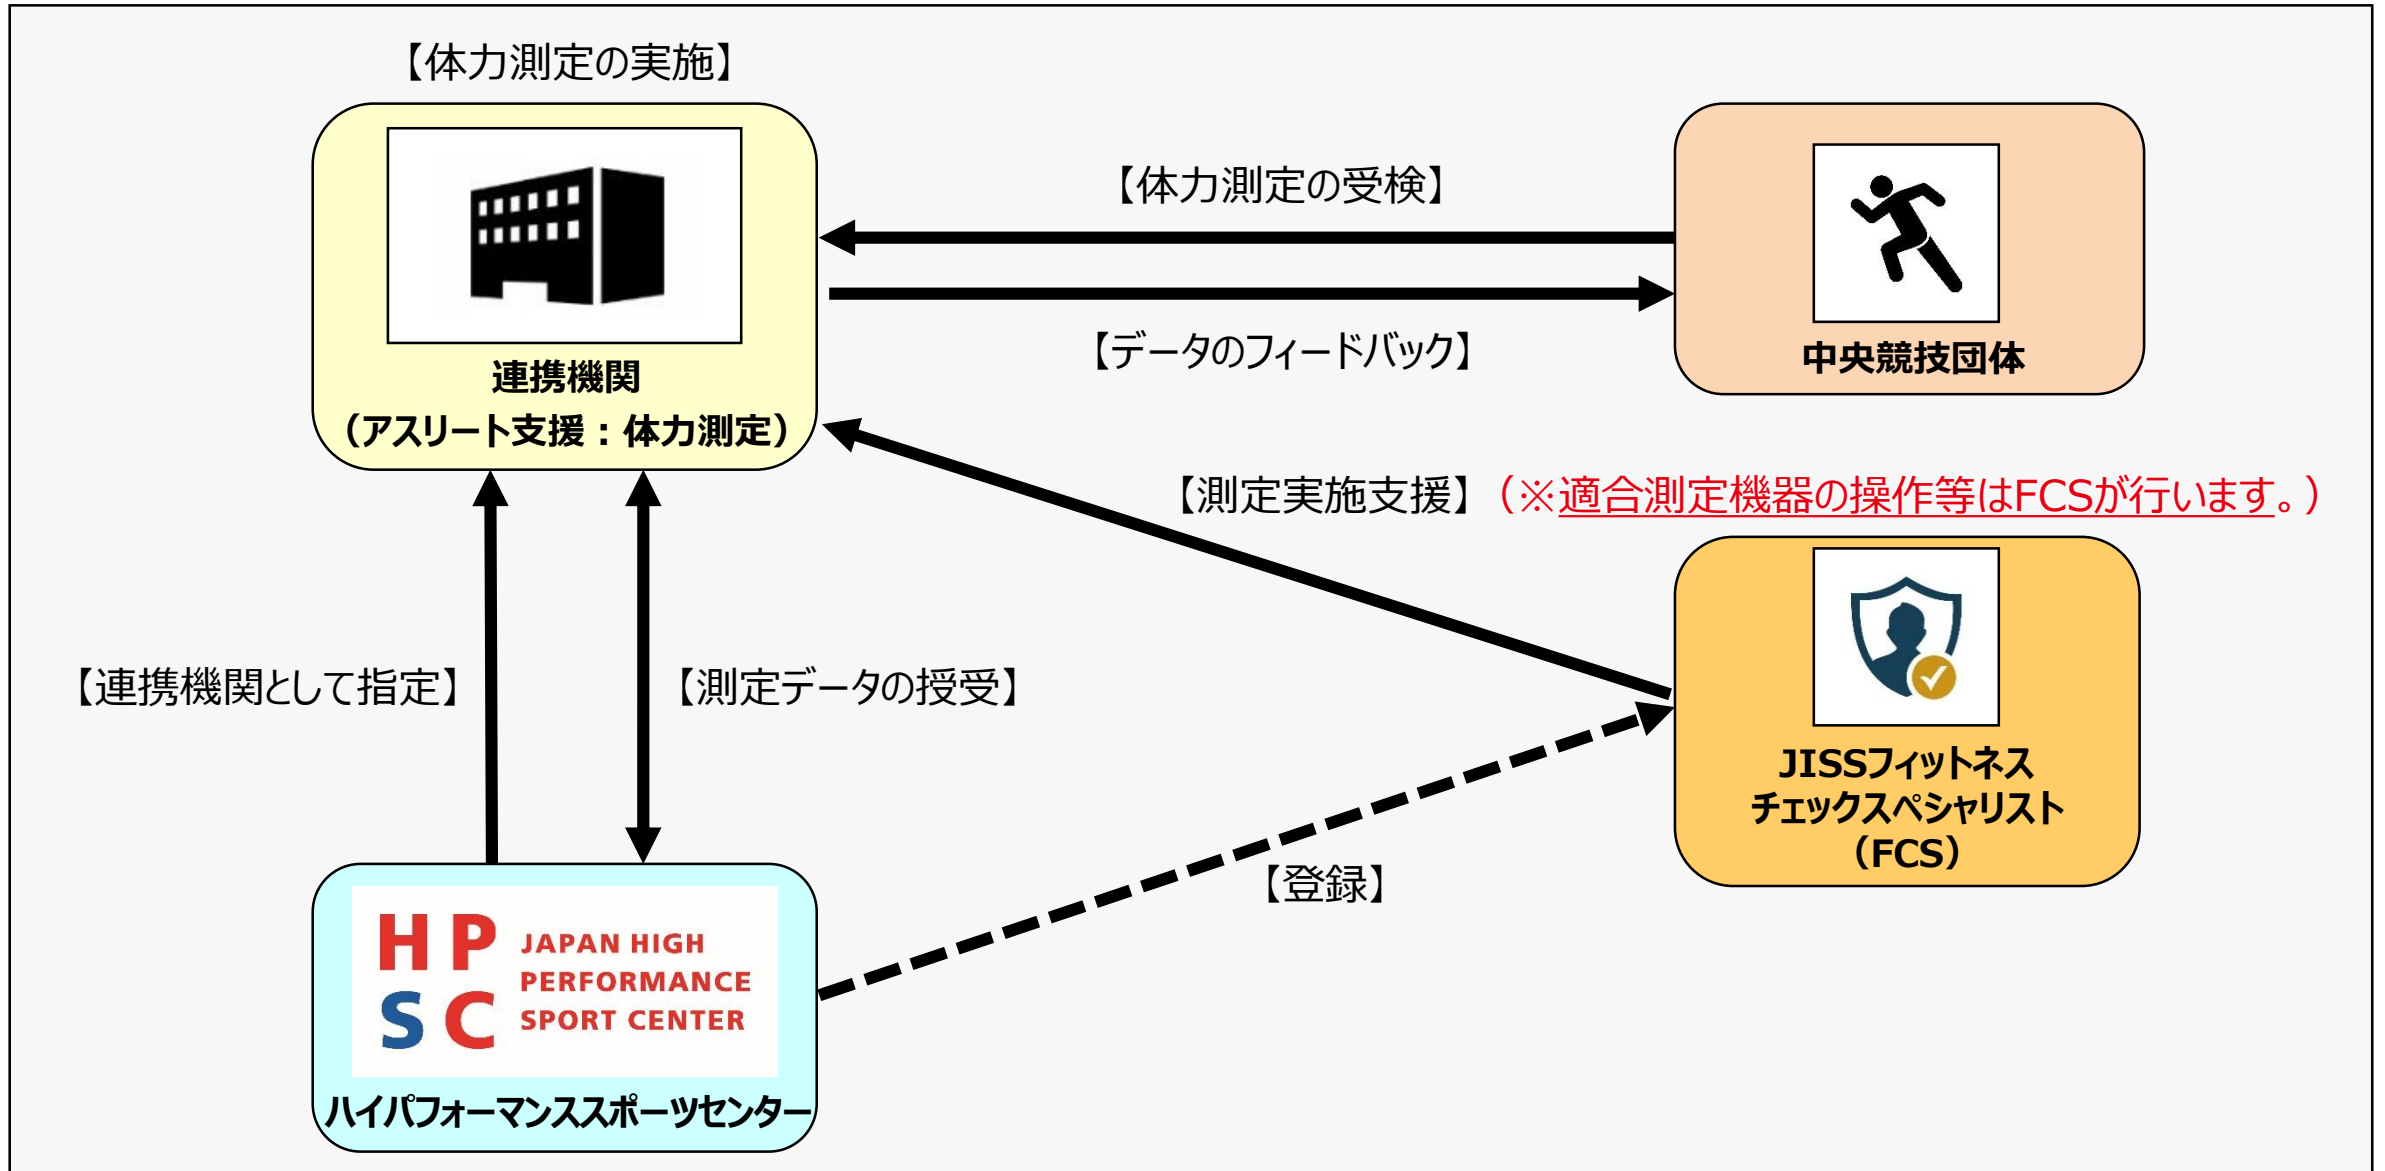 【体力測定の実施】
連携機関
（アスリート支援：体力測定）
【体力測定の受検】
【データのフィードバック】
中央競技団体
【測定実施支援】（※適合測定機器の操作等はFCSが行います。）
JISSフィットネス
チェックスペシャリスト
（FCS）
【連携機関として指定】
【測定データの授受】
【登録】
HP
SC
JAPAN HIGH
PERFORMANCE
SPORT CENTER
ハイパフォーマンススポーツセンター